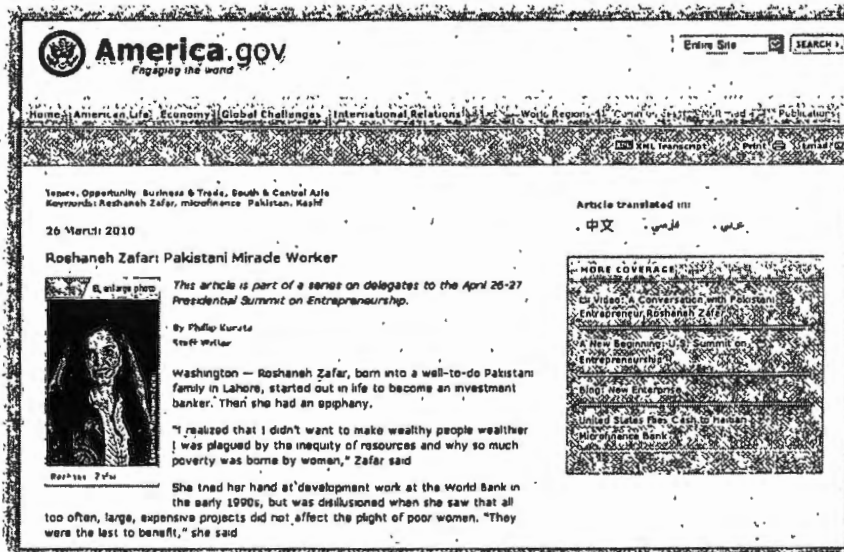 America.gov
Engaging the world
Entire Site
SEARCH
Home American Life Economy Global Challenges International Relations World Regions Publications
XML Transcript Print Email
Topics: Opportunity Business & Trade, South & Central Asia
Keywords: Roshaneh Zafar, microfinance Pakistan, Kashf
26 March 2010
Roshaneh Zafar: Pakistani Miracle Worker
enlarge photo
This article is part of a series on delegates to the April 26-27
Presidential Summit on Entrepreneurship.
By Phillip Kurata
Staff Writer
Washington — Roshaneh Zafar, born into a well-to-do Pakistani
family in Lahore, started out in life to become an investment
banker. Then she had an epiphany.
"I realized that I didn't want to make wealthy people wealthier
I was plagued by the inequity of resources and why so much
poverty was borne by women," Zafar said
Roshaneh Zafar
She tried her hand at development work at the World Bank in
the early 1990s, but was disillusioned when she saw that all
too often, large, expensive projects did not affect the plight of poor women. "They
were the last to benefit," she said
Article translated in:
中文 فارسي عربي
MORE COVERAGE
Video: A Conversation with Pakistani
Entrepreneur Roshaneh Zafar
A New Beginning: U.S. Summit on
Entrepreneurship
Blog: New Enterprise
United States Flies Cash to Haitian
Microfinance Bank